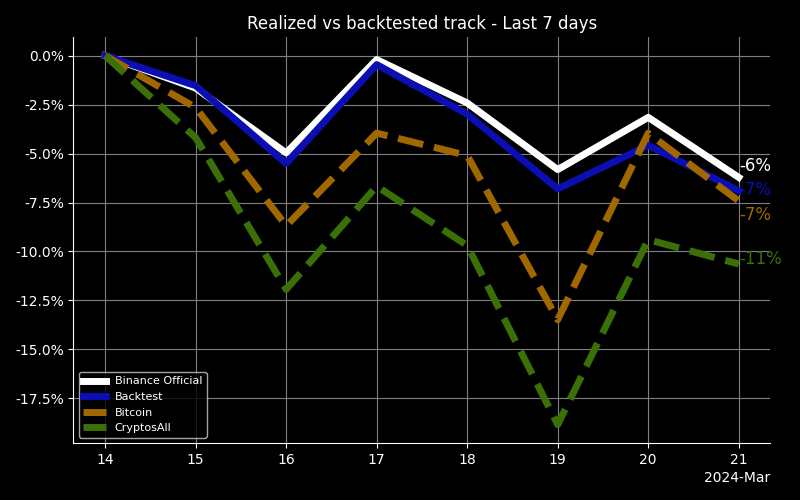 Realized vs backtested track - Last 7 days
0.0%
-2.5%
-5.0%
-7.5%
-10.0%
-12.5%
-15.0%
-17.5%
-6%
-7%
-7%
-11%
Binance Official
Backtest
Bitcoin
CryptosAll
14 15 16 17 18 19 20 21
2024-Mar